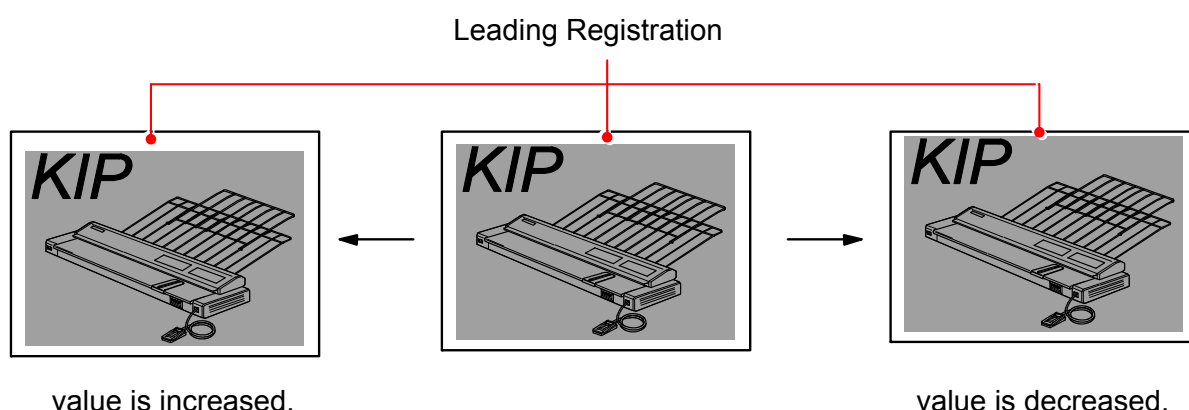 Leading Registration
KIP
KIP
KIP
value is increased.
value is decreased.